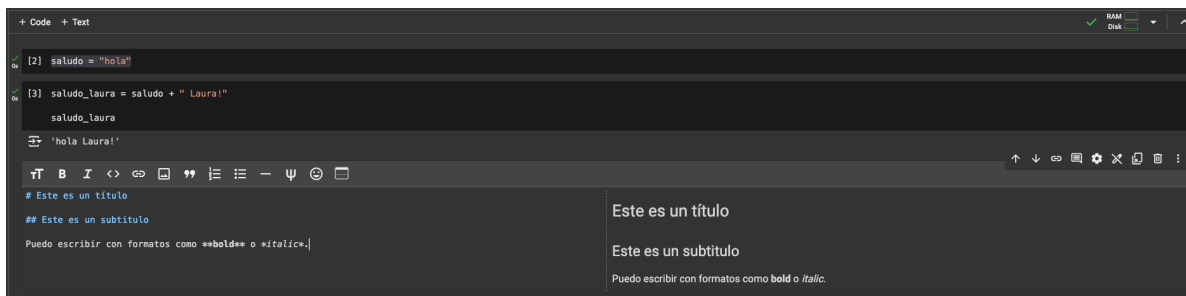 + Code + Text
RAM
Disk
0s [2] saludo = "hola"
0s [3] saludo_laura = saludo + " Laura!"
saludo_laura
'hola Laura!'
# Este es un título
## Este es un subtitulo
Puedo escribir con formatos como **bold** o *italic*.
Este es un título
Este es un subtitulo
Puedo escribir con formatos como bold o italic.